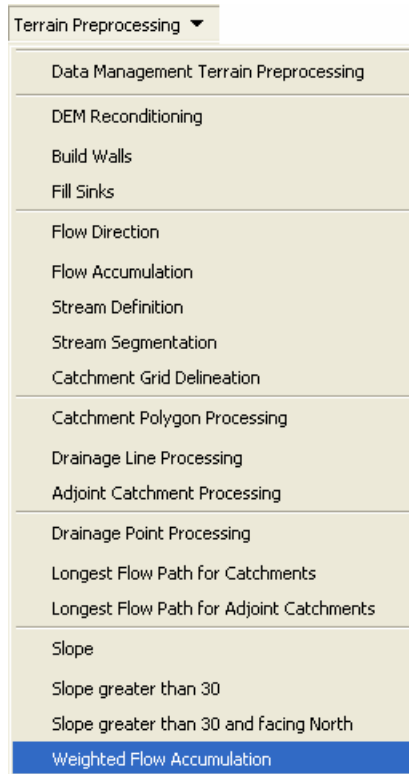 Terrain Preprocessing
Data Management Terrain Preprocessing
DEM Reconditioning
Build Walls
Fill Sinks
Flow Direction
Flow Accumulation
Stream Definition
Stream Segmentation
Catchment Grid Delineation
Catchment Polygon Processing
Drainage Line Processing
Adjoint Catchment Processing
Drainage Point Processing
Longest Flow Path for Catchments
Longest Flow Path for Adjoint Catchments
Slope
Slope greater than 30
Slope greater than 30 and facing North
Weighted Flow Accumulation